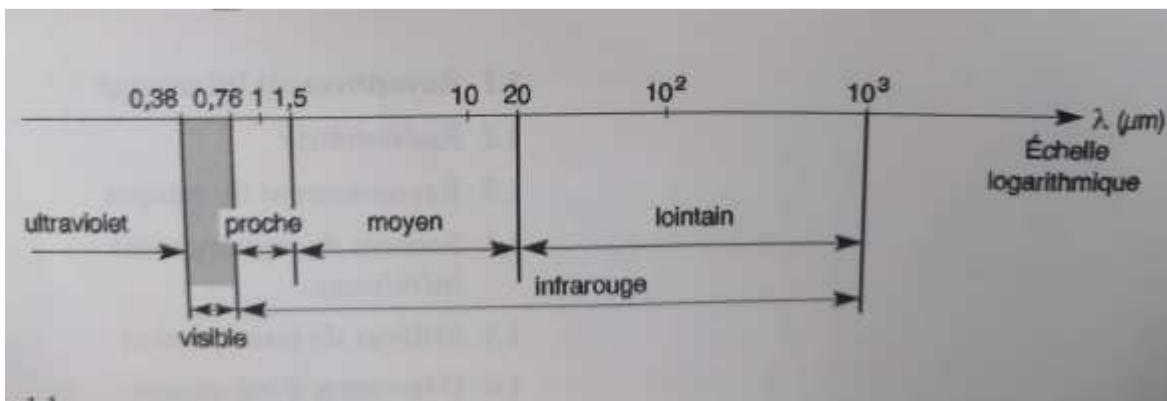 0,38 0,76 1 1,5 10 20 10² 10³
λ (μm)
Échelle
logarithmique
ultraviolet proche moyen lointain
infrarouge
visible